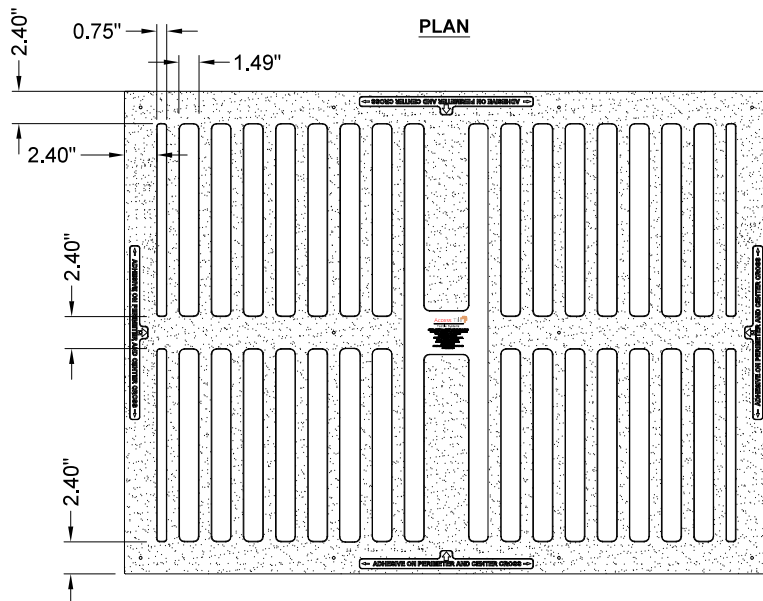 PLAN
2.40"
0.75"
1.49"
⇦ ADHESIVE ON PERIMETER AND CENTER CROSS ⇨
2.40"
2.40"
⇦ ADHESIVE ON PERIMETER AND CENTER CROSS ⇨
⇦ ADHESIVE ON PERIMETER AND CENTER CROSS ⇨
Access
2.40"
⇦ ADHESIVE ON PERIMETER AND CENTER CROSS ⇨